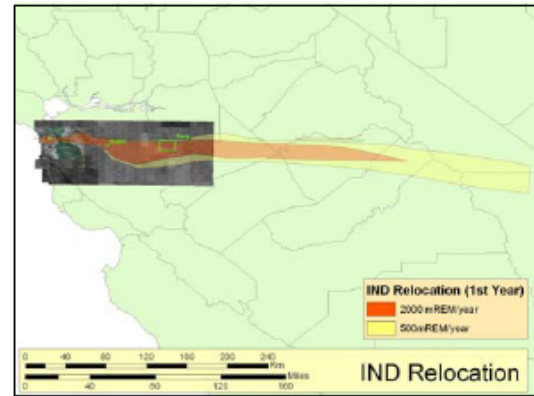 IND Relocation (1st Year)
2000 mREM/year
500mREM/year
0 40 80 120 160 200 240
Km
Miles
0 40 80 120 160
IND Relocation